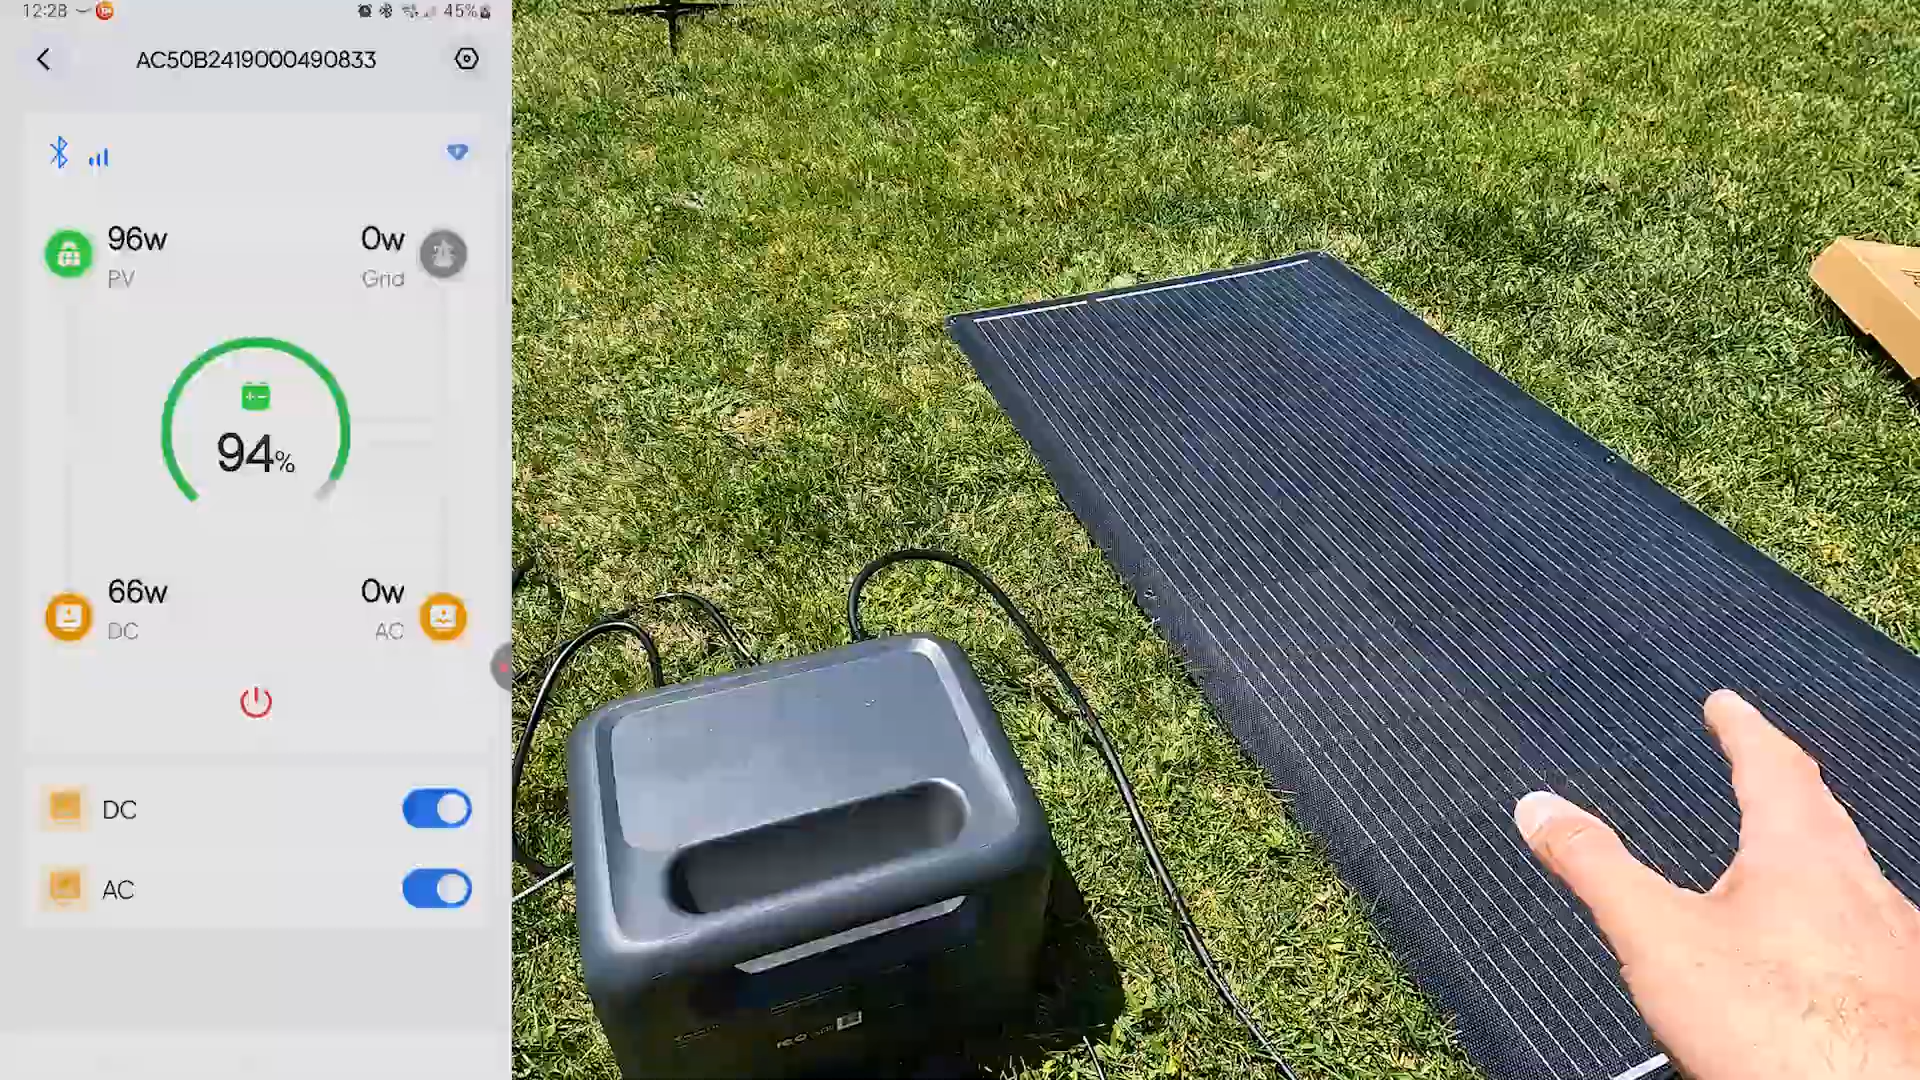 12:28
45%
AC50B2419000490833
96w
PV
0w
Grid
94%
66w
DC
0w
AC
DC
AC